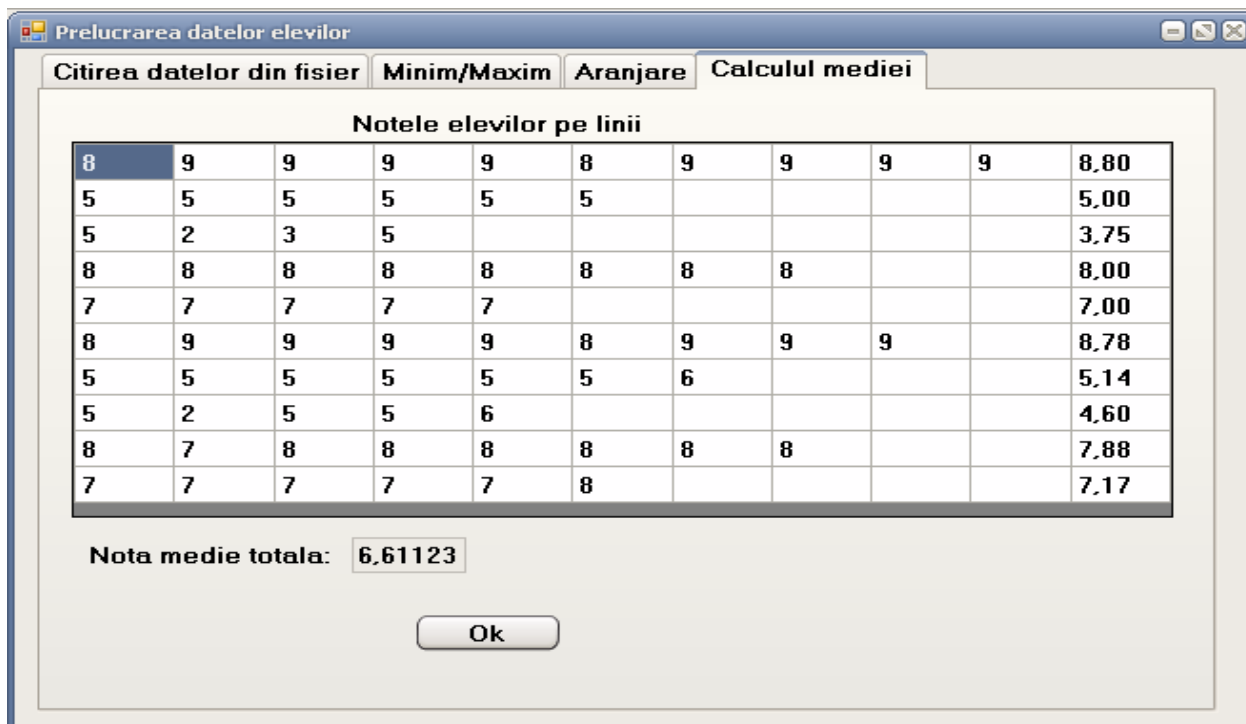 Prelucrarea datelor elevilor
Citirea datelor din fisier Minim/Maxim Aranjare Calculul mediei
Notele elevilor pe linii
8 9 9 9 9 8 9 9 9 9 8,80
5 5 5 5 5 5 5,00
5 2 3 5 3,75
8 8 8 8 8 8 8 8 8,00
7 7 7 7 7 7,00
8 9 9 9 9 8 9 9 9 8,78
5 5 5 5 5 5 6 5,14
5 2 5 5 6 4,60
8 7 8 8 8 8 8 8 7,88
7 7 7 7 7 8 7,17
Nota medie totala: 6,61123
Ok